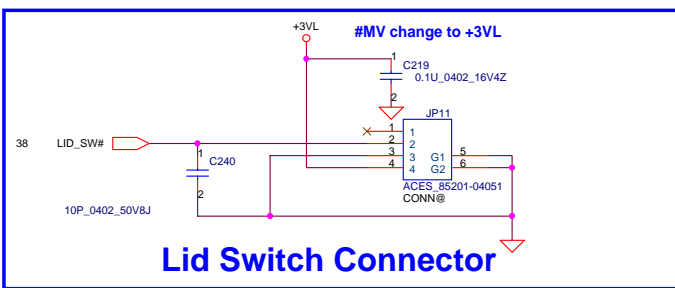 +3VL
#MV change to +3VL
1
C219
0.1U_0402_16V4Z
2
JP11
38 LID_SW#
1 1
2 2
3 3 G1 5
4 4 G2 6
1
C240
2
ACES_85201-04051
CONN@
10P_0402_50V8J
Lid Switch Connector